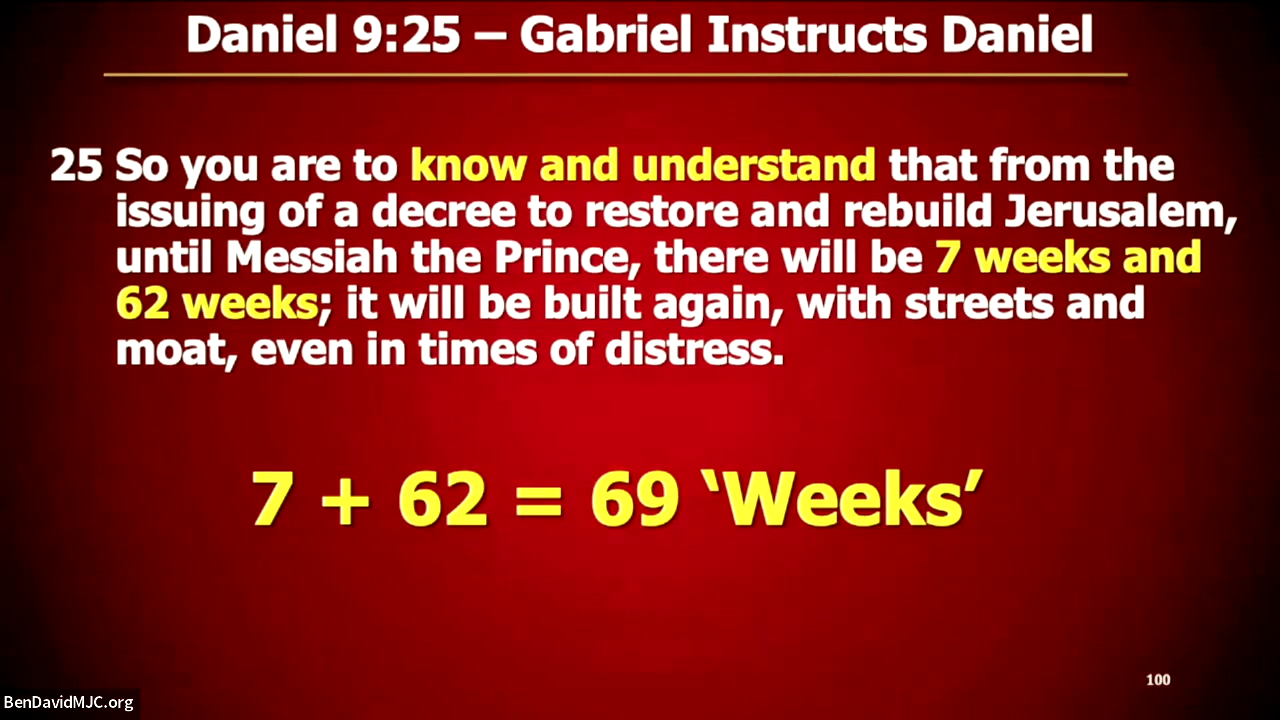 Daniel 9:25 – Gabriel Instructs Daniel
25 So you are to know and understand that from the
issuing of a decree to restore and rebuild Jerusalem,
until Messiah the Prince, there will be 7 weeks and
62 weeks; it will be built again, with streets and
moat, even in times of distress.
7 + 62 = 69 ‘Weeks’
100
BenDavidMJC.org